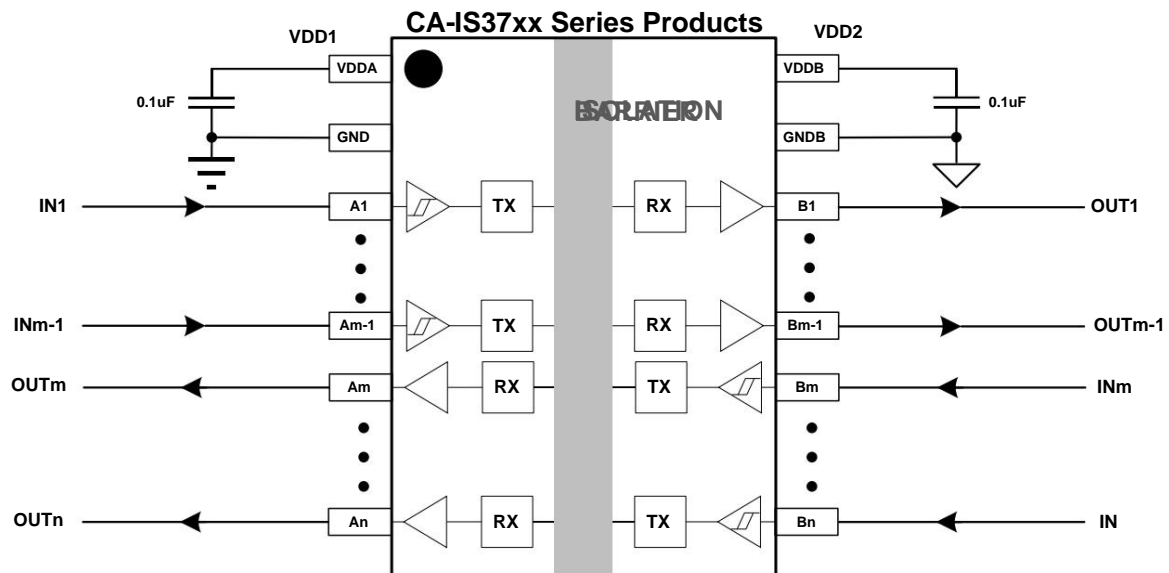 CA-IS37xx Series Products
VDD1
VDD2
VDDA
VDDB
0.1uF
0.1uF
ISOLATION
BARRIER
GND
GNDB
IN1
A1
TX
RX
B1
OUT1
INm-1
Am-1
TX
RX
Bm-1
OUTm-1
OUTm
Am
RX
TX
Bm
INm
OUTn
An
RX
TX
Bn
IN